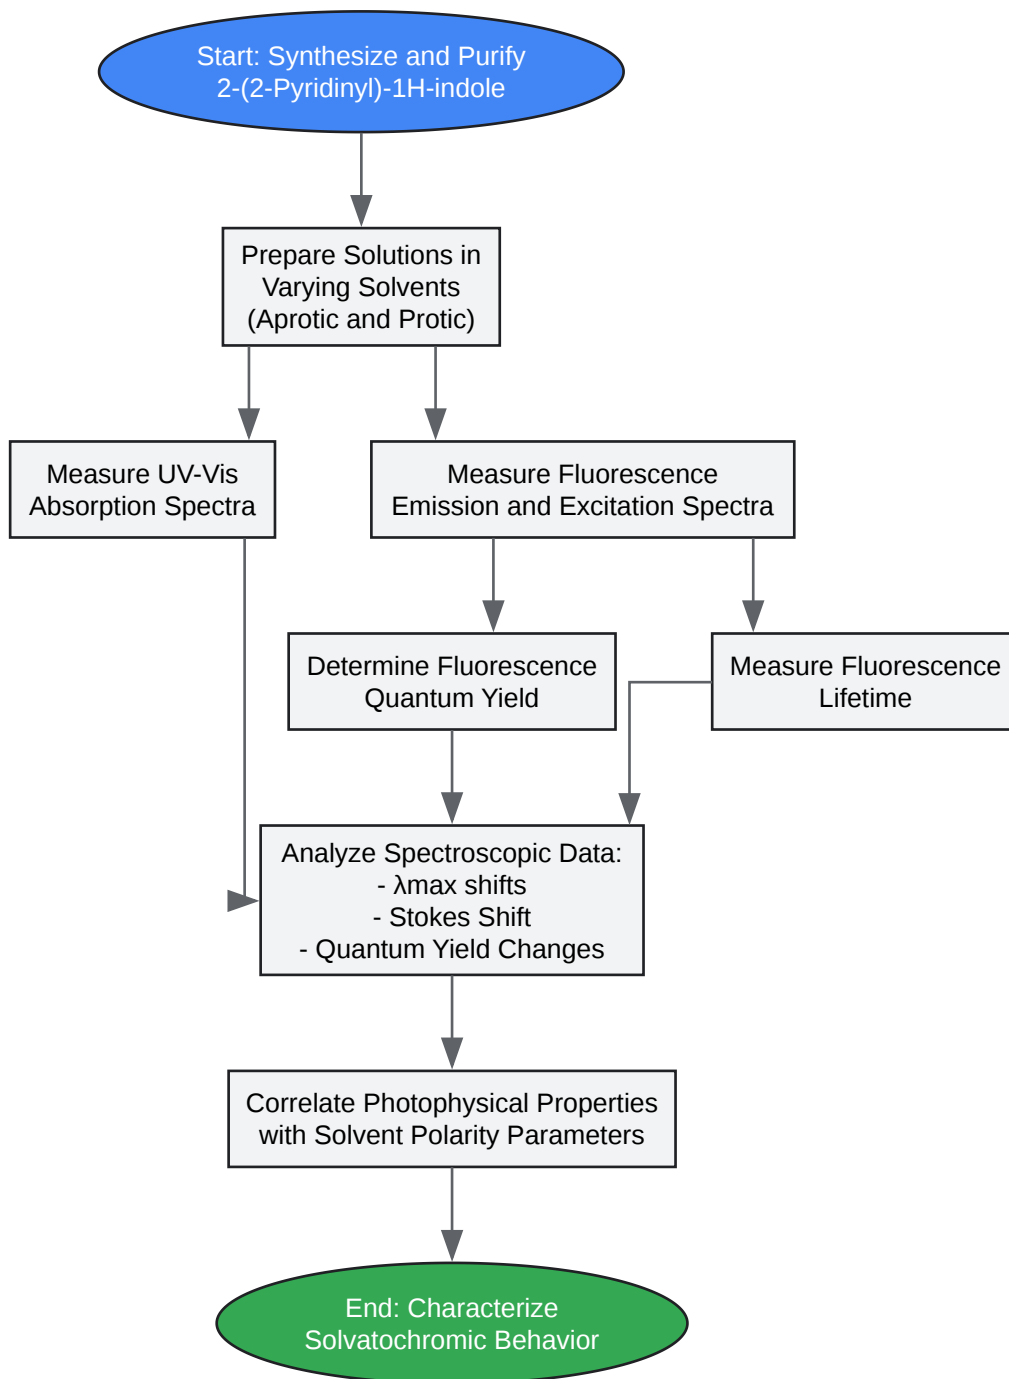 Start: Synthesize and Purify
2-(2-Pyridinyl)-1H-indole
Prepare Solutions in
Varying Solvents
(Aprotic and Protic)
Measure UV-Vis
Absorption Spectra
Measure Fluorescence
Emission and Excitation Spectra
Determine Fluorescence
Quantum Yield
Measure Fluorescence
Lifetime
Analyze Spectroscopic Data:
- λmax shifts
- Stokes Shift
- Quantum Yield Changes
Correlate Photophysical Properties
with Solvent Polarity Parameters
End: Characterize
Solvatochromic Behavior